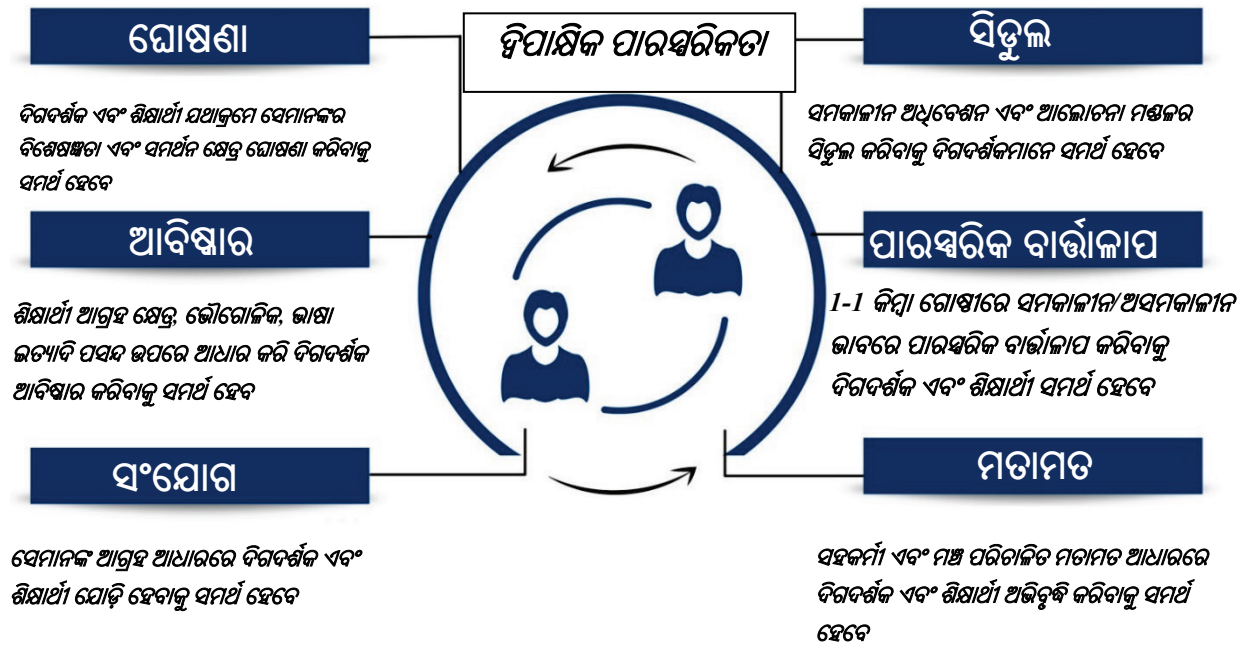 ଘୋଷଣା
ଦିଗଦର୍ଶକ ଏବଂ ଶିକ୍ଷାର୍ଥୀ ଯଥାକ୍ରମେ ସେମାନଙ୍କର
ବିଶେଷଜ୍ଞତା ଏବଂ ସମର୍ଥନ କ୍ଷେତ୍ର ଘୋଷଣା କରିବାକୁ
ସମର୍ଥ ହେବେ
ଆବିଷ୍କାର
ଶିକ୍ଷାର୍ଥୀ ଆଗ୍ରହ କ୍ଷେତ୍ର, ଭୌଗୋଳିକ, ଭାଷା
ଇତ୍ୟାଦି ପସନ୍ଦ ଉପରେ ଆଧାର କରି ଦିଗଦର୍ଶକ
ଆବିଷ୍କାର କରିବାକୁ ସମର୍ଥ ହେବ
ସଂଯୋଗ
ସେମାନଙ୍କ ଆଗ୍ରହ ଆଧାରରେ ଦିଗଦର୍ଶକ ଏବଂ
ଶିକ୍ଷାର୍ଥୀ ଯୋଡ଼ି ହେବାକୁ ସମର୍ଥ ହେବେ
ଦ୍ୱିପାକ୍ଷିକ ପାରସ୍ପରିକତା
ସିଡୁଲ
ସମକାଳୀନ ଅଧିବେଶନ ଏବଂ ଆଲୋଚନା ମଣ୍ଡଳର
ସିଡୁଲ କରିବାକୁ ଦିଗଦର୍ଶକମାନେ ସମର୍ଥ ହେବେ
ପାରସ୍ପରିକ ବାର୍ତ୍ତାଳାପ
1-1 କିମ୍ବା ଗୋଷ୍ଠୀରେ ସମକାଳୀନ/ଅସମକାଳୀନ
ଭାବରେ ପାରସ୍ପରିକ ବାର୍ତ୍ତାଳାପ କରିବାକୁ
ଦିଗଦର୍ଶକ ଏବଂ ଶିକ୍ଷାର୍ଥୀ ସମର୍ଥ ହେବେ
ମତାମତ
ସହକର୍ମୀ ଏବଂ ମଞ୍ଚ ପରିଚାଳିତ ମତାମତ ଆଧାରରେ
ଦିଗଦର୍ଶକ ଏବଂ ଶିକ୍ଷାର୍ଥୀ ଅଭିବୃଦ୍ଧି କରିବାକୁ ସମର୍ଥ
ହେବେ